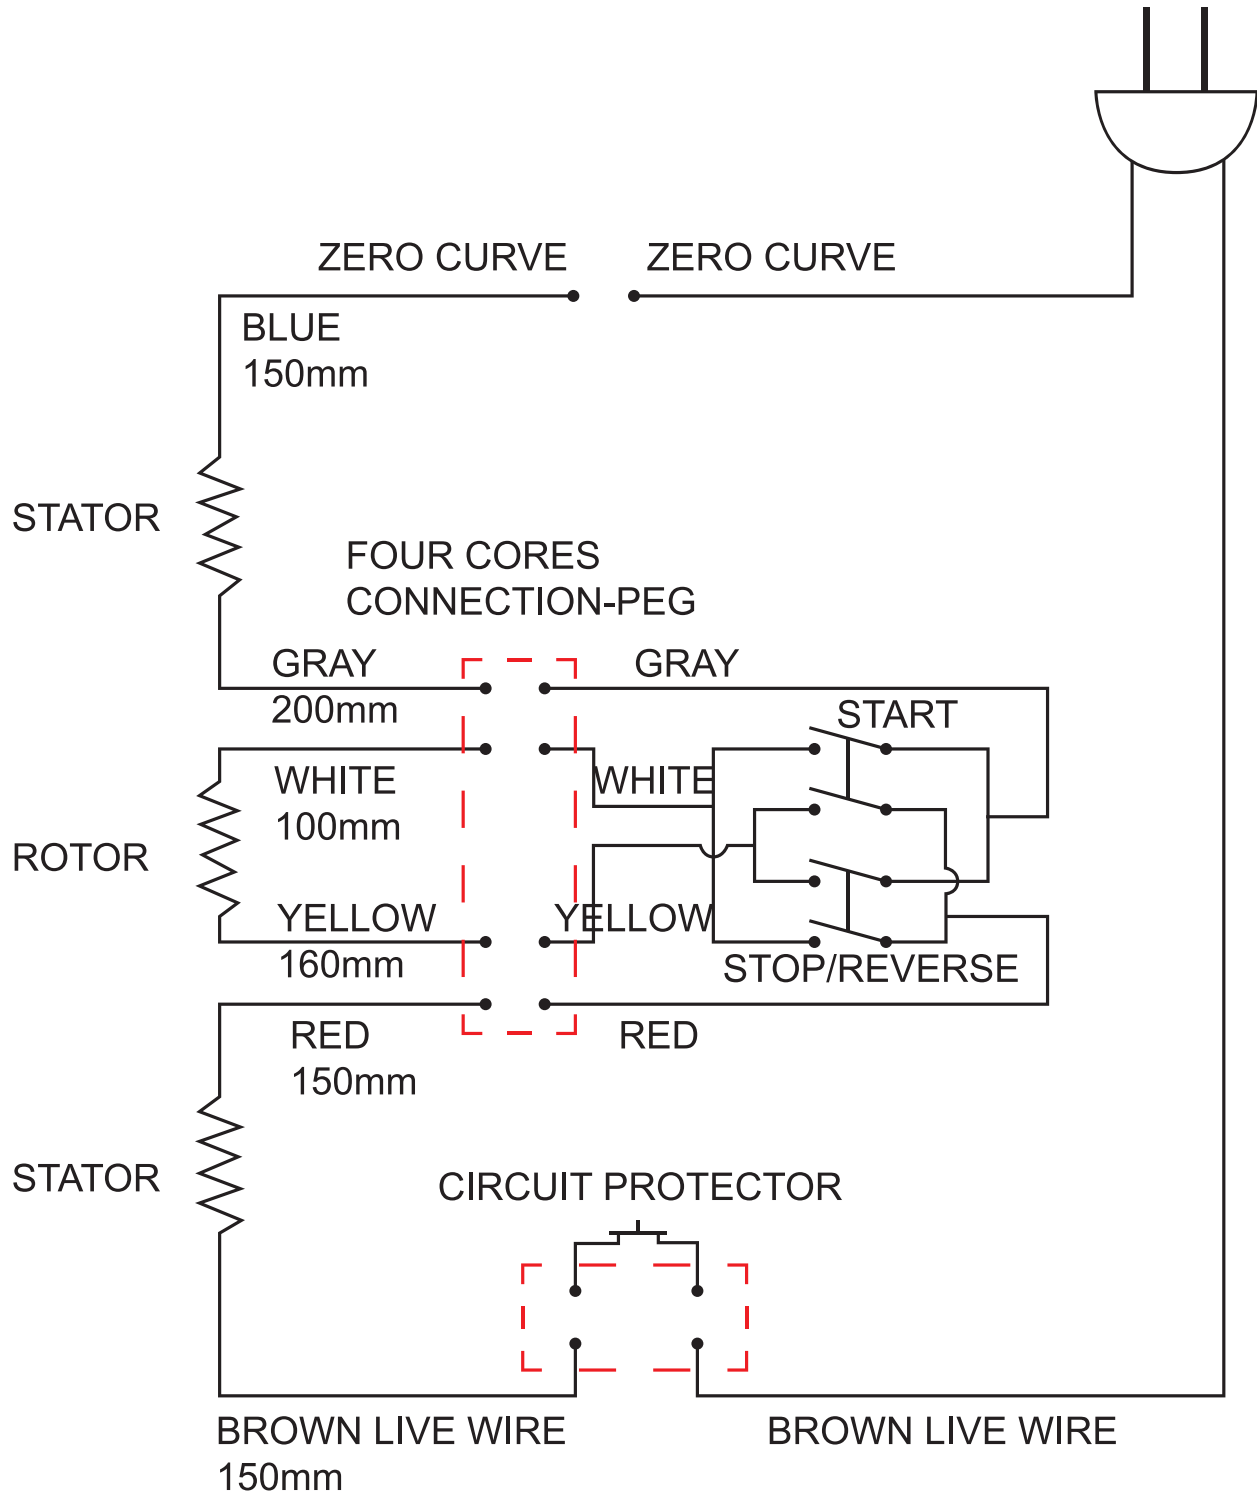 ZERO CURVE
ZERO CURVE
BLUE
150mm
STATOR
FOUR CORES
CONNECTION-PEG
GRAY
GRAY
200mm
START
WHITE
WHITE
100mm
ROTOR
YELLOW
YELLOW
160mm
STOP/REVERSE
RED
RED
150mm
STATOR
CIRCUIT PROTECTOR
BROWN LIVE WIRE
BROWN LIVE WIRE
150mm